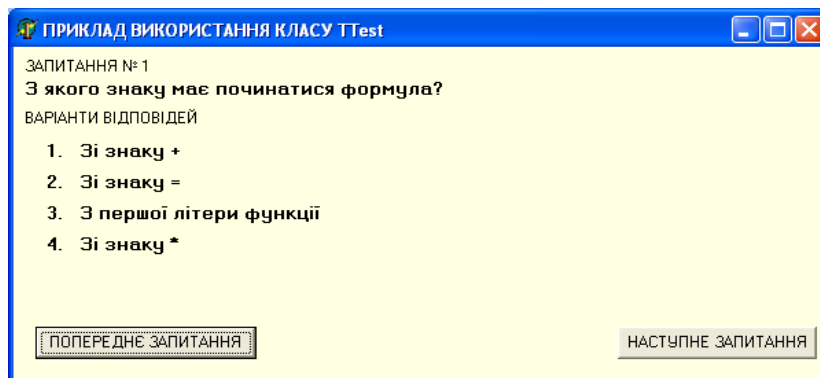 ПРИКЛАД ВИКОРИСТАННЯ КЛАСУ TTest
ЗАПИТАННЯ № 1
З якого знаку має починатися формула?
ВАРІАНТИ ВІДПОВІДЕЙ
1. Зі знаку +
2. Зі знаку =
3. З першої літери функції
4. Зі знаку *
ПОПЕРЕДНЄ ЗАПИТАННЯ НАСТУПНЕ ЗАПИТАННЯ